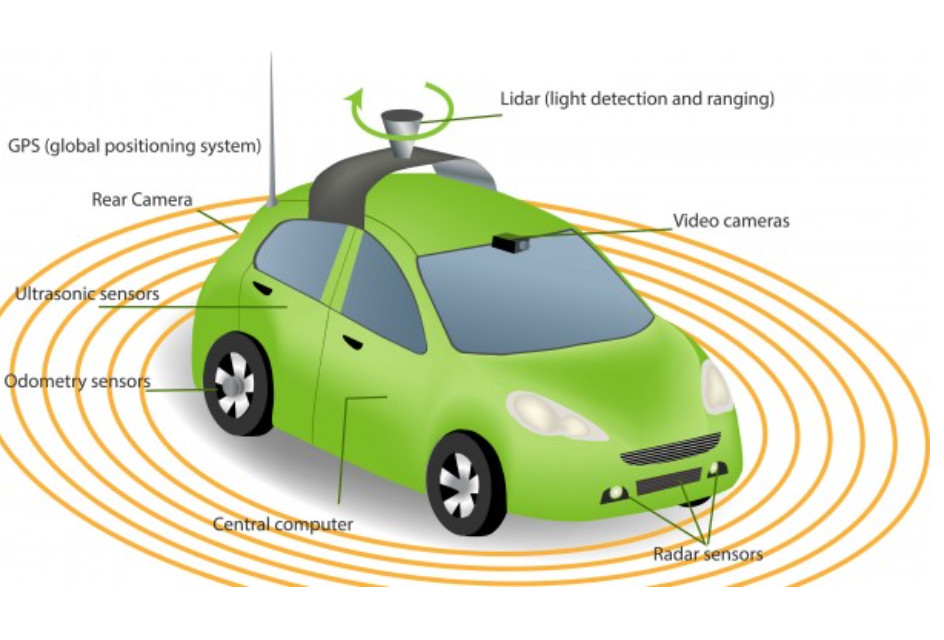 Lidar (light detection and ranging)
GPS (global positioning system)
Rear Camera
Video cameras
Ultrasonic sensors
Odometry sensors
Central computer
Radar sensors